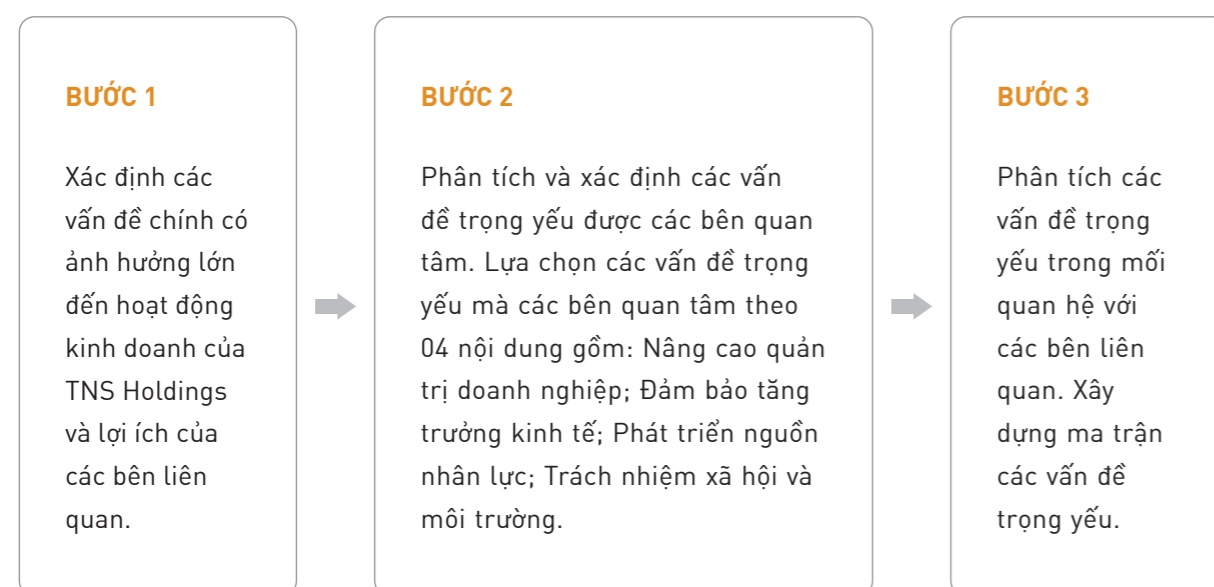 BƯỚC 1
Xác định các
vấn đề chính có
ảnh hưởng lớn
đến hoạt động
kinh doanh của
TNS Holdings
và lợi ích của
các bên liên
quan.
BƯỚC 2
Phân tích và xác định các vấn
đề trọng yếu được các bên quan
tâm. Lựa chọn các vấn đề trọng
yếu mà các bên quan tâm theo
04 nội dung gồm: Nâng cao quản
trị doanh nghiệp; Đảm bảo tăng
trưởng kinh tế; Phát triển nguồn
nhân lực; Trách nhiệm xã hội và
môi trường.
BƯỚC 3
Phân tích các
vấn đề trọng
yếu trong mối
quan hệ với
các bên liên
quan. Xây
dựng ma trận
các vấn đề
trọng yếu.